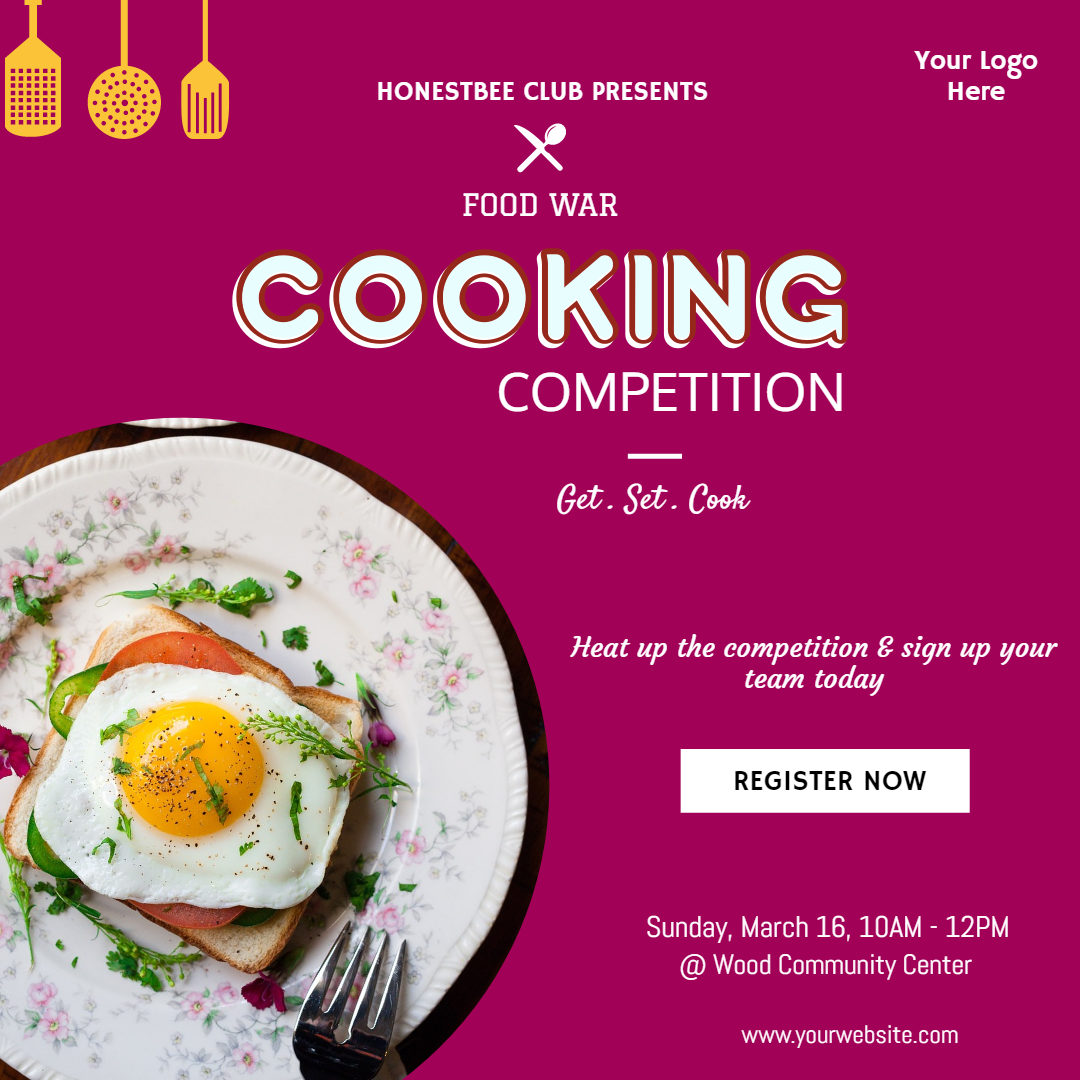 Your Logo
Here
HONESTBEE CLUB PRESENTS
FOOD WAR
COOKING
COMPETITION
Get . Set . Cook
Heat up the competition & sign up your
team today
REGISTER NOW
Sunday, March 16, 10AM - 12PM
@ Wood Community Center
www.yourwebsite.com